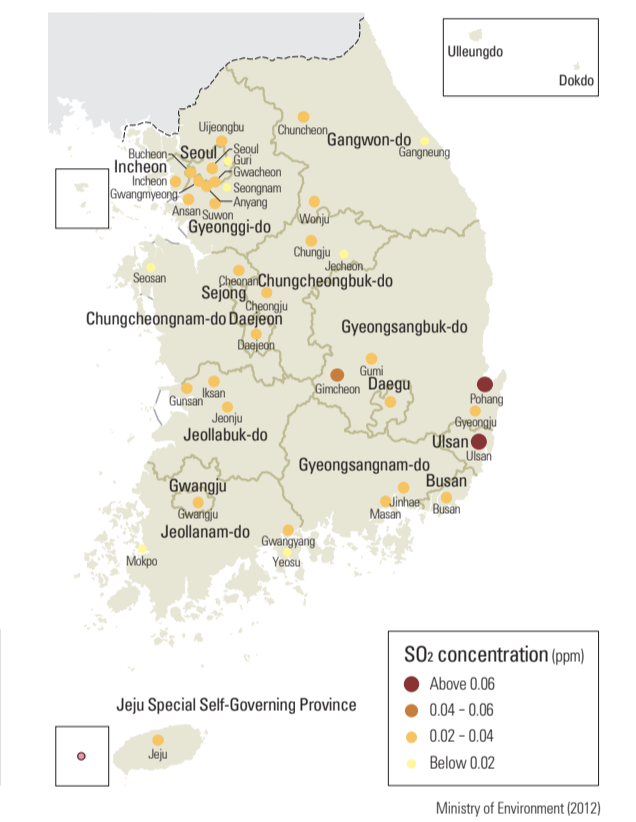 Ulleungdo
Dokdo
Uijeongbu
Chuncheon
Gangwon-do
Gangneung
Bucheon
Seoul
Seoul
Guri
Incheon
Gwacheon
Incheon
Seongnam
Gwangmyeong
Anyang
Ansan
Suwon
Wonju
Gyeonggi-do
Chungju
Jecheon
Seosan
Cheonan
Chungcheongbuk-do
Sejong
Cheongju
Chungcheongnam-do
Daejeon
Gyeongsangbuk-do
Daejeon
Gumi
Gimcheon
Daegu
Iksan
Gunsan
Pohang
Jeonju
Gyeongju
Jeollabuk-do
Ulsan
Ulsan
Gyeongsangnam-do
Gwangju
Busan
Jinhae
Gwangju
Masan
Busan
Jeollanam-do
Gwangyang
Mokpo
Yeosu
SO₂ concentration (ppm)
Above 0.06
0.04 - 0.06
0.02 - 0.04
Below 0.02
Jeju Special Self-Governing Province
Jeju
Ministry of Environment (2012)